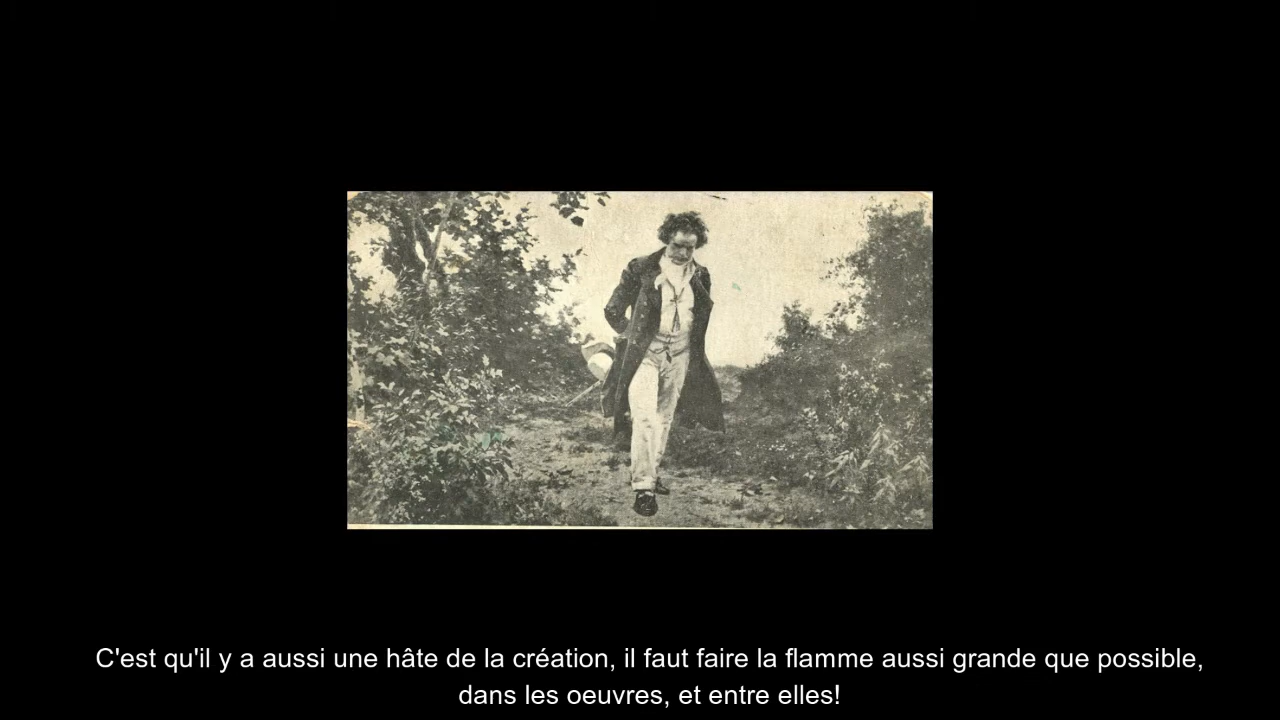 C'est qu'il y a aussi une hâte de la création, il faut faire la flamme aussi grande que possible,
dans les oeuvres, et entre elles!